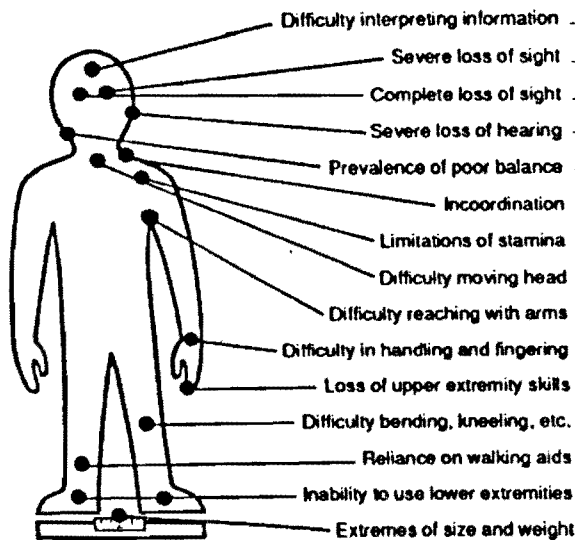 Difficulty interpreting information
Severe loss of sight
Complete loss of sight
Severe loss of hearing
Prevalence of poor balance
Incoordination
Limitations of stamina
Difficulty moving head
Difficulty reaching with arms
Difficulty in handling and fingering
Loss of upper extremity skills
Difficulty bending, kneeling, etc.
Reliance on walking aids
Inability to use lower extremities
Extremes of size and weight